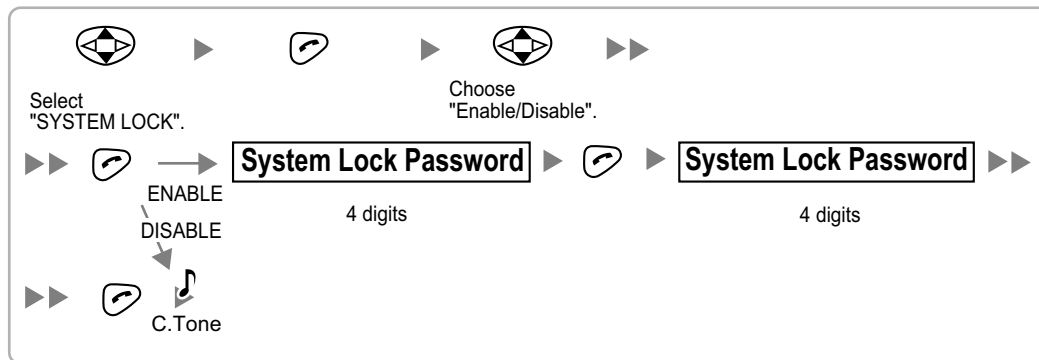 Select
"SYSTEM LOCK".
Choose
"Enable/Disable".
ENABLE
System Lock Password
System Lock Password
4 digits
4 digits
DISABLE
C.Tone